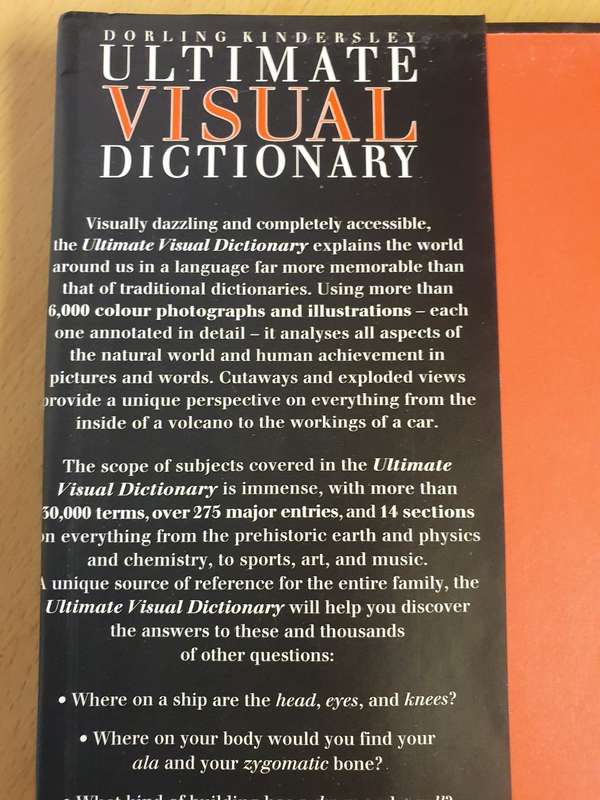 DORLING KINDERSLEY
ULTIMATE
VISUAL
DICTIONARY
Visually dazzling and completely accessible,
the Ultimate Visual Dictionary explains the world
around us in a language far more memorable than
that of traditional dictionaries. Using more than
6,000 colour photographs and illustrations – each
one annotated in detail – it analyses all aspects of
the natural world and human achievement in
pictures and words. Cutaways and exploded views
provide a unique perspective on everything from the
inside of a volcano to the workings of a car.
The scope of subjects covered in the Ultimate
Visual Dictionary is immense, with more than
30,000 terms, over 275 major entries, and 14 sections
on everything from the prehistoric earth and physics
and chemistry, to sports, art, and music.
A unique source of reference for the entire family, the
Ultimate Visual Dictionary will help you discover
the answers to these and thousands
of other questions:
• Where on a ship are the head, eyes, and knees?
• Where on your body would you find your
ala and your zygomatic bone?
• What kind of building has a